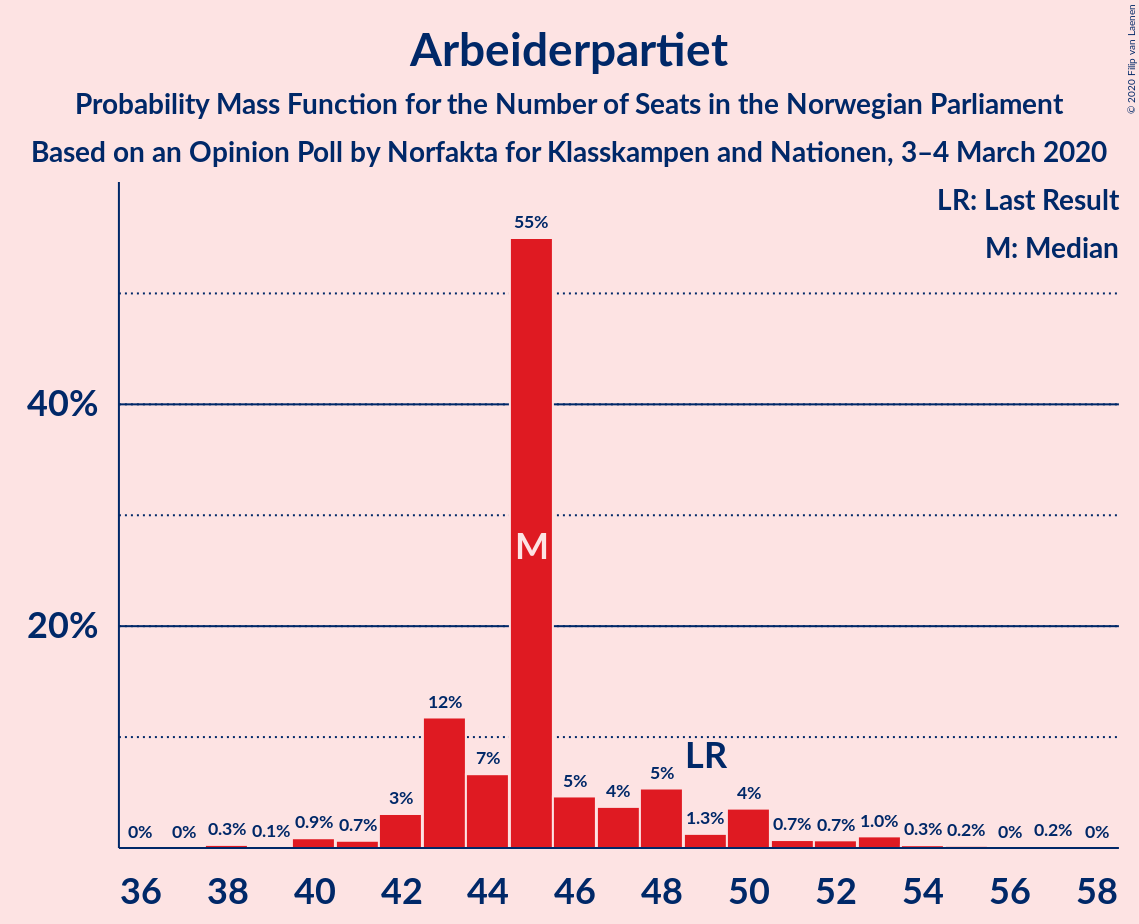 Arbeiderpartiet
Probability Mass Function for the Number of Seats in the Norwegian Parliament
Based on an Opinion Poll by Norfakta for Klasskampen and Nationen, 3–4 March 2020
© 2020 Filip van Laenen
LR: Last Result
M: Median
55%
40%
M
20%
12%
7%
LR
5%
5%
4%
4%
3%
0% 0% 0.3% 0.1% 0.9% 0.7% 1.3% 0.7% 0.7% 1.0% 0.3% 0.2% 0% 0.2% 0%
36 38 40 42 44 46 48 50 52 54 56 58